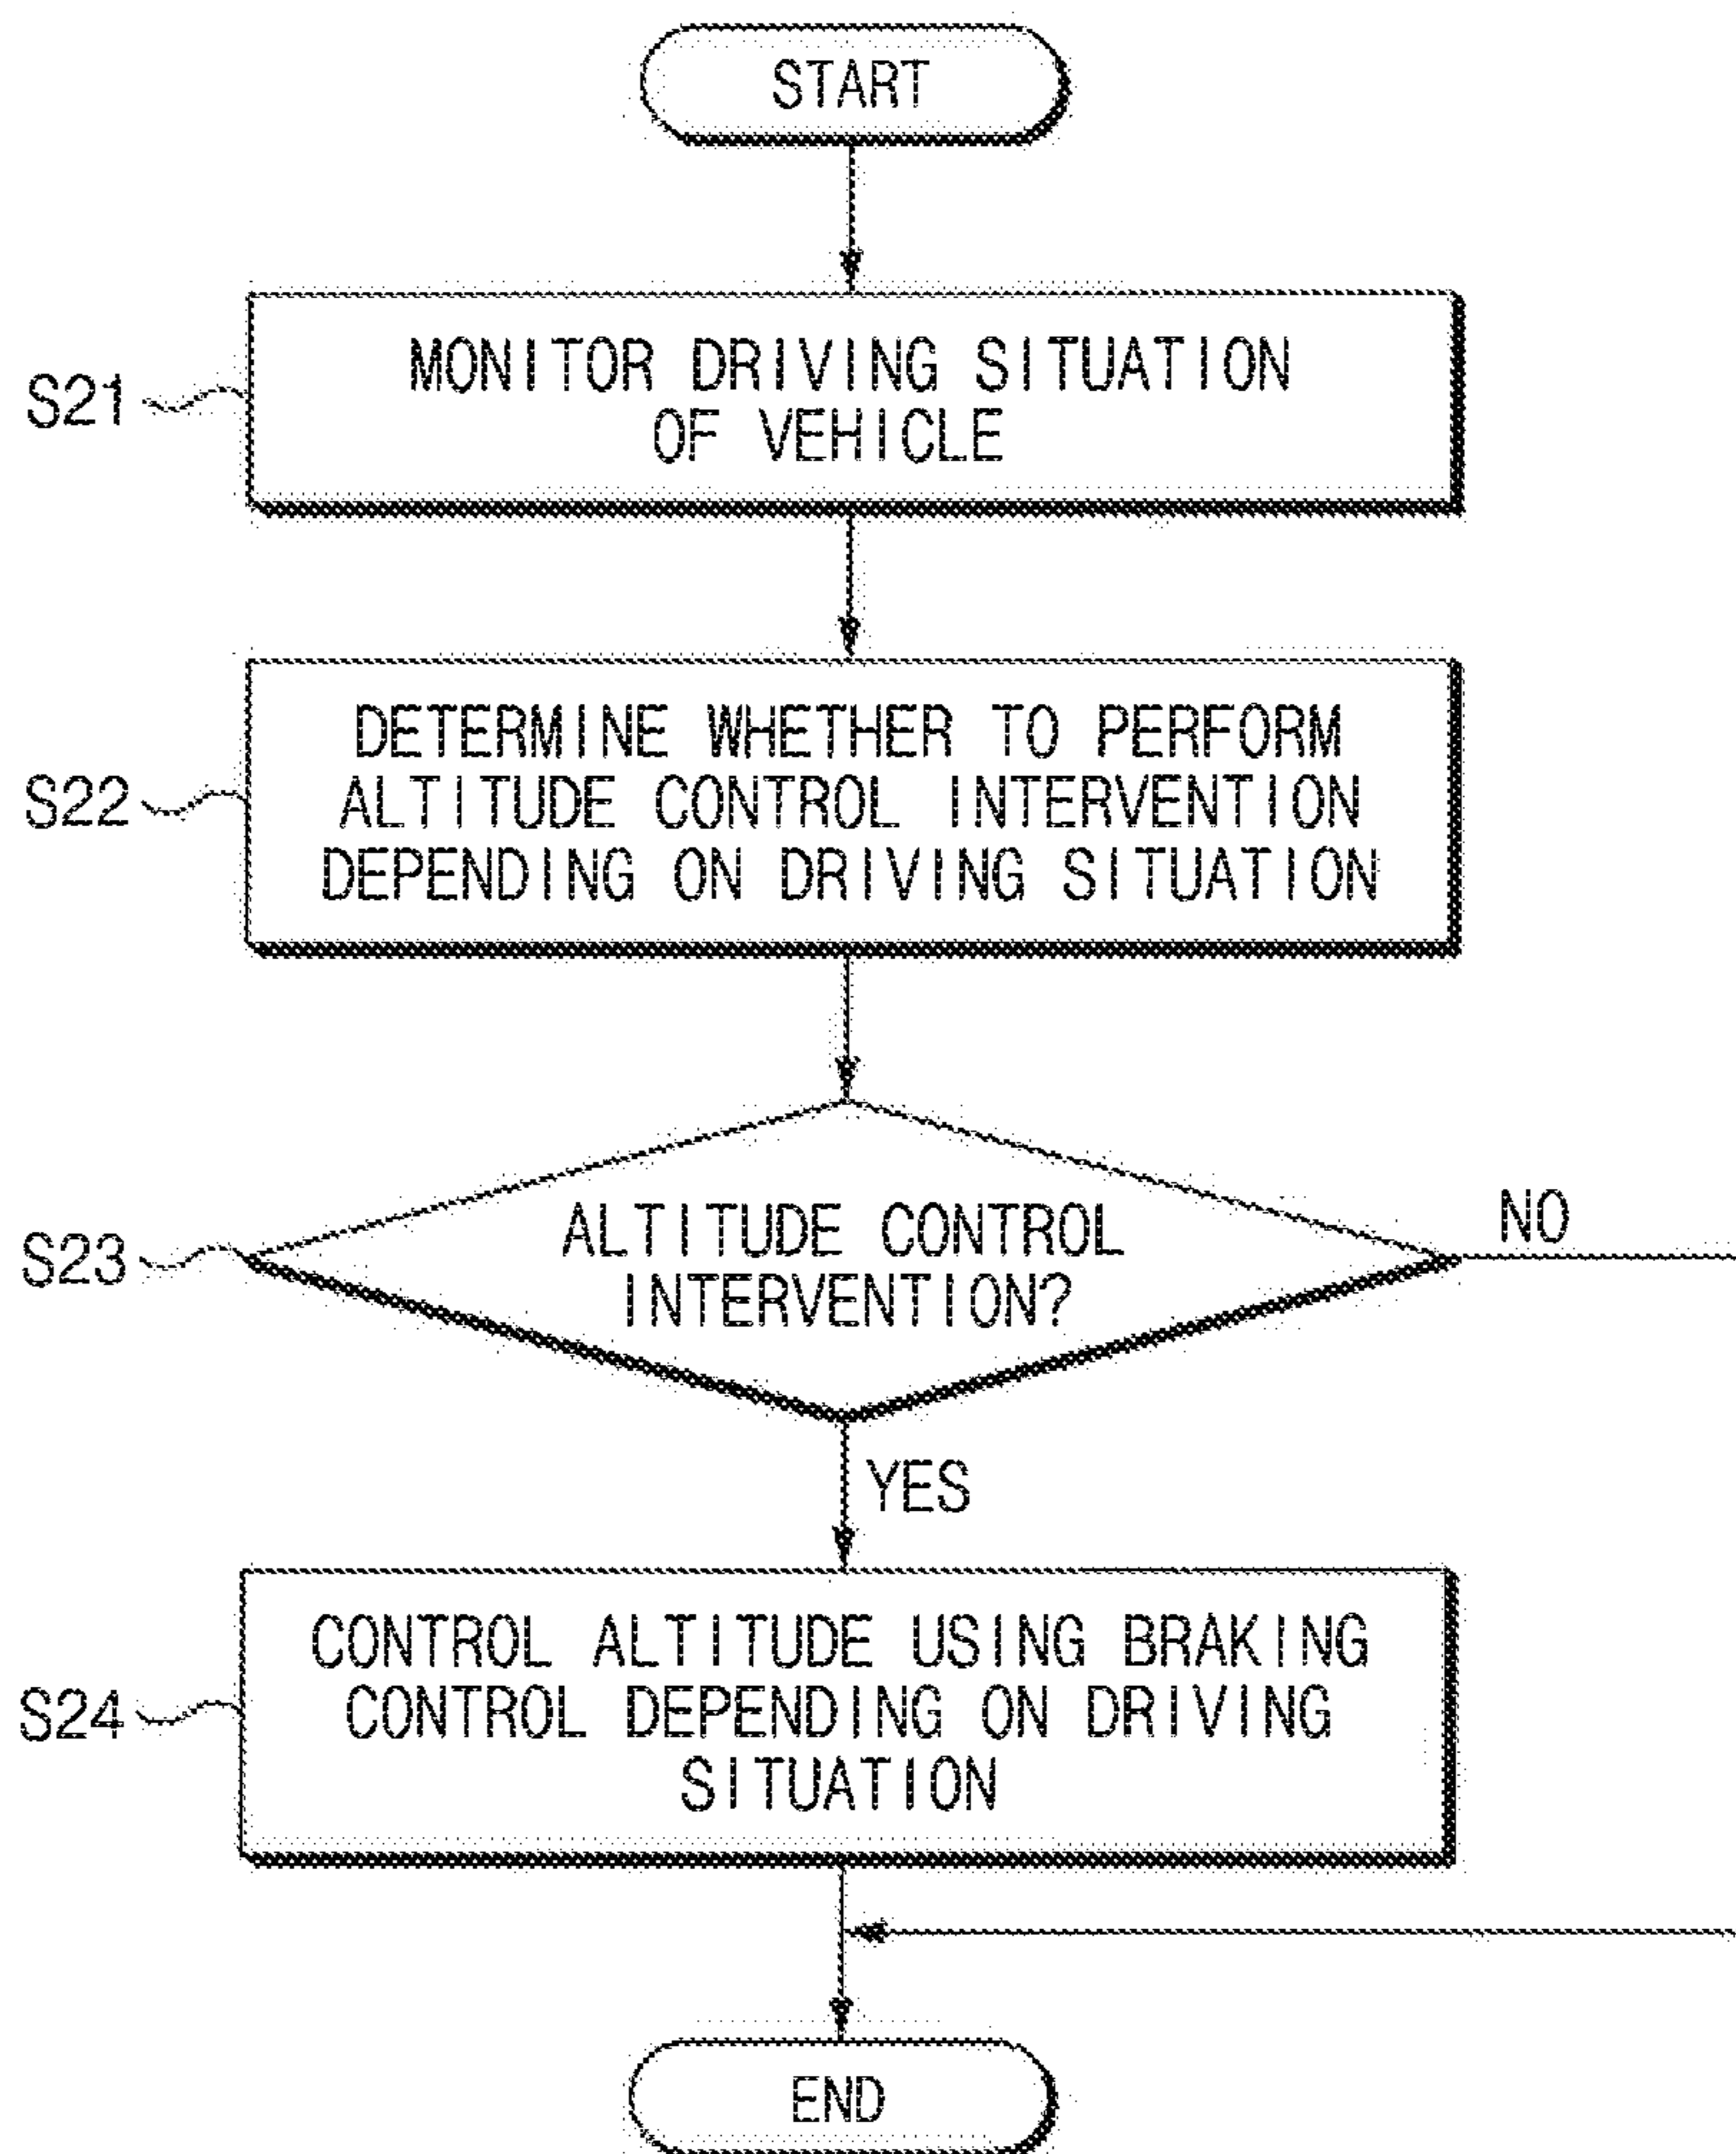 START
S21
MONITOR DRIVING SITUATION
OF VEHICLE
S22
DETERMINE WHETHER TO PERFORM
ALTITUDE CONTROL INTERVENTION
DEPENDING ON DRIVING SITUATION
S23
ALTITUDE CONTROL
INTERVENTION?
NO
YES
S24
CONTROL ALTITUDE USING BRAKING
CONTROL DEPENDING ON DRIVING
SITUATION
END